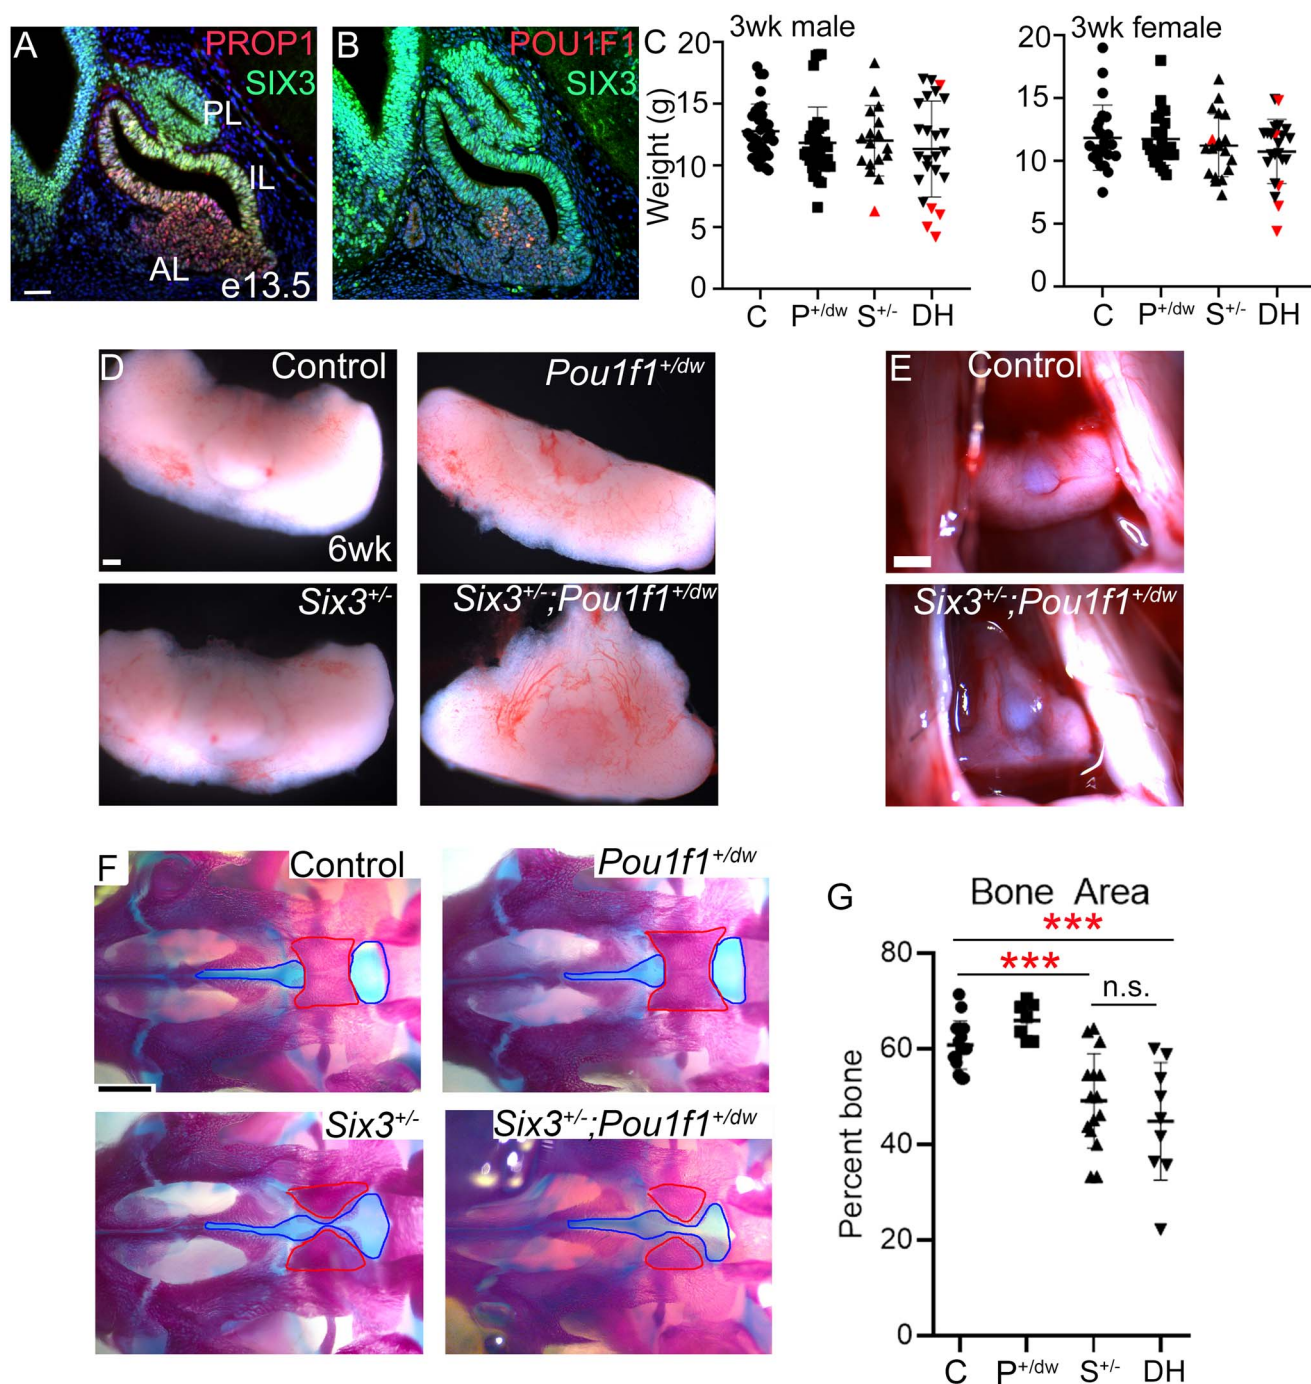 A
PROP1
SIX3
PL
IL
AL
e13.5
B
POU1F1
SIX3
C
3wk male
Weight (g)
20
15
10
5
0
C
P+/dw
S+/-
DH
3wk female
20
15
10
5
0
C
P+/dw
S+/-
DH
D
Control
6wk
Pou1f1+/dw
Six3+/-
Six3+/-;Pou1f1+/dw
E
Control
Six3+/-;Pou1f1+/dw
F
Control
Pou1f1+/dw
Six3+/-
Six3+/-;Pou1f1+/dw
G
Bone Area
***
***
n.s.
Percent bone
80
60
40
20
0
C
P+/dw
S+/-
DH